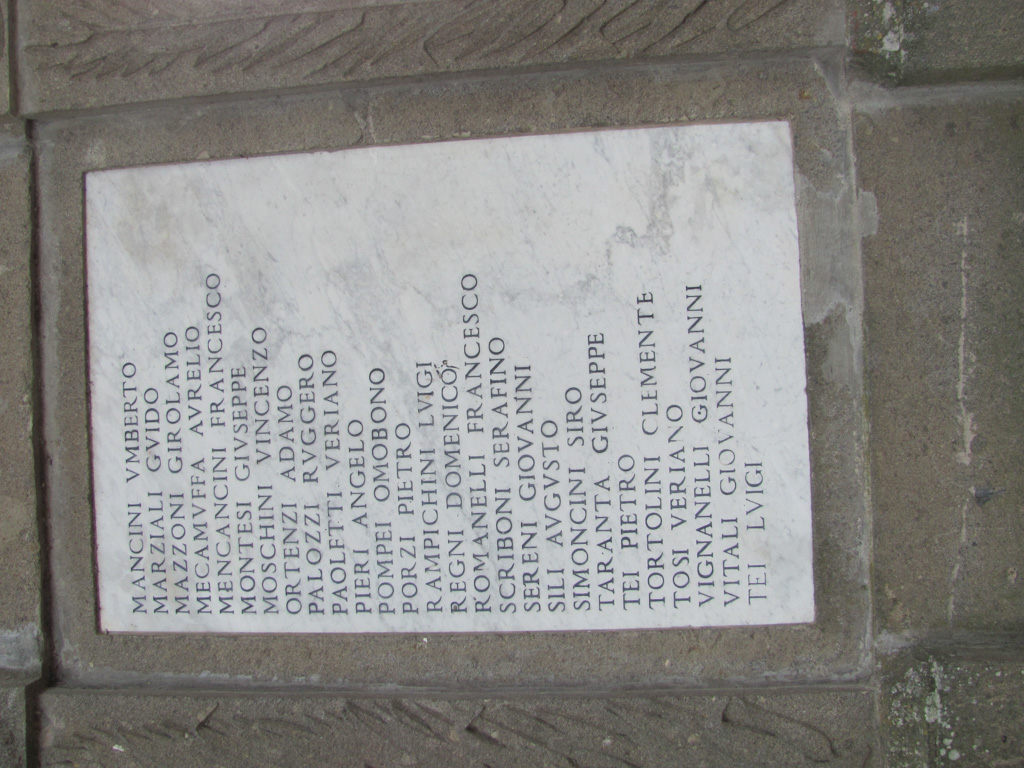 MANCINI VMBERTO
MARZIALI GVIDO
MAZZONI GIROLAMO
MECAMVFFA AVRELIO
MENCANCINI FRANCESCO
MONTESI GIVSEPPE
MOSCHINI VINCENZO
ORTENZI ADAMO
PALOZZI RVGGERO
PAOLETTI VERIANO
PIERI ANGELO
POMPEI OMOBONO
PORZI PIETRO
RAMPICHINI LVIGI
REGNI DOMENICO
ROMANELLI FRANCESCO
SCRIBONI SERAFINO
SERENI GIOVANNI
SILI AVGVSTO
SIMONCINI SIRO
TARANTA GIVSEPPE
TEI PIETRO
TORTOLINI CLEMENTE
TOSI VERIANO
VIGNANELLI GIOVANNI
VITALI GIOVANNI
TEI LVIGI